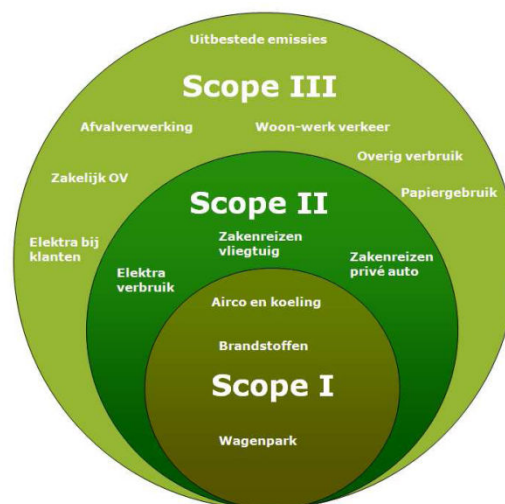 Uitbestede emissies
Scope III
Afvalverwerking
Woon-werk verkeer
Overig verbruik
Zakelijk OV
Papiergebruik
Scope II
Elektra bij
klanten
Zakenreizen
vliegtuig
Zakenreizen
privé auto
Elektra
verbruik
Airco en koeling
Brandstoffen
Scope I
Wagenpark